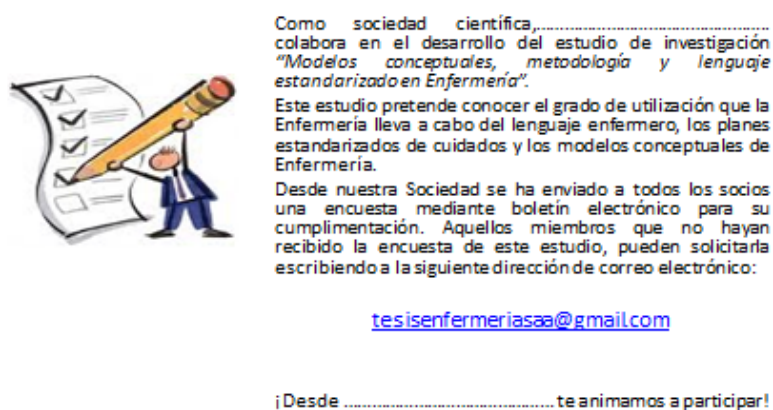 Como sociedad científica,……………………………………………
colabora en el desarrollo del estudio de investigación
“Modelos conceptuales, metodología y lenguaje
estandarizado en Enfermería”.
Este estudio pretende conocer el grado de utilización que la
Enfermería lleva a cabo del lenguaje enfermero, los planes
estandarizados de cuidados y los modelos conceptuales de
Enfermería.
Desde nuestra Sociedad se ha enviado a todos los socios
una encuesta mediante boletín electrónico para su
cumplimentación. Aquellos miembros que no hayan
recibido la encuesta de este estudio, pueden solicitarla
escribiendo a la siguiente dirección de correo electrónico:
tesisenfermeriasaa@gmail.com
¡Desde ………………………………………… te animamos a participar!